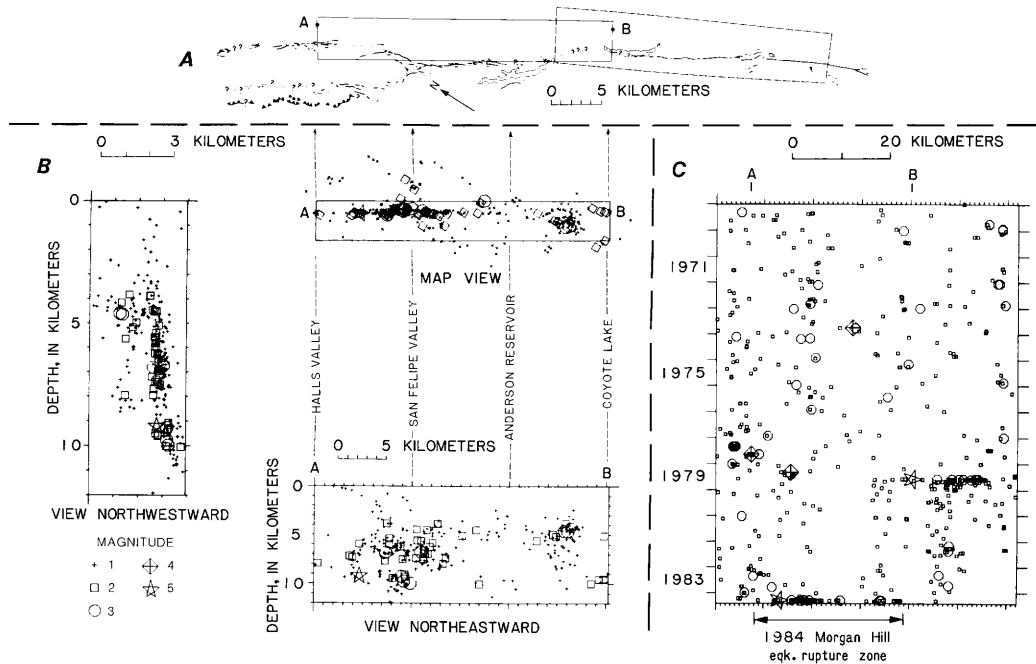 A
A
B
? ?
? ? ?
N
0 5 KILOMETERS
B
0 3 KILOMETERS
A
B
MAP VIEW
HALLS VALLEY
SAN FELIPE VALLEY
ANDERSON RESERVOIR
COYOTE LAKE
0
5
10
DEPTH, IN KILOMETERS
VIEW NORTHWESTWARD
MAGNITUDE
1
2
3
4
5
0 5 KILOMETERS
A
B
0
5
10
DEPTH, IN KILOMETERS
VIEW NORTHEASTWARD
C
0 20 KILOMETERS
A
B
1971
1975
1979
1983
1984 Morgan Hill
eqk. rupture zone